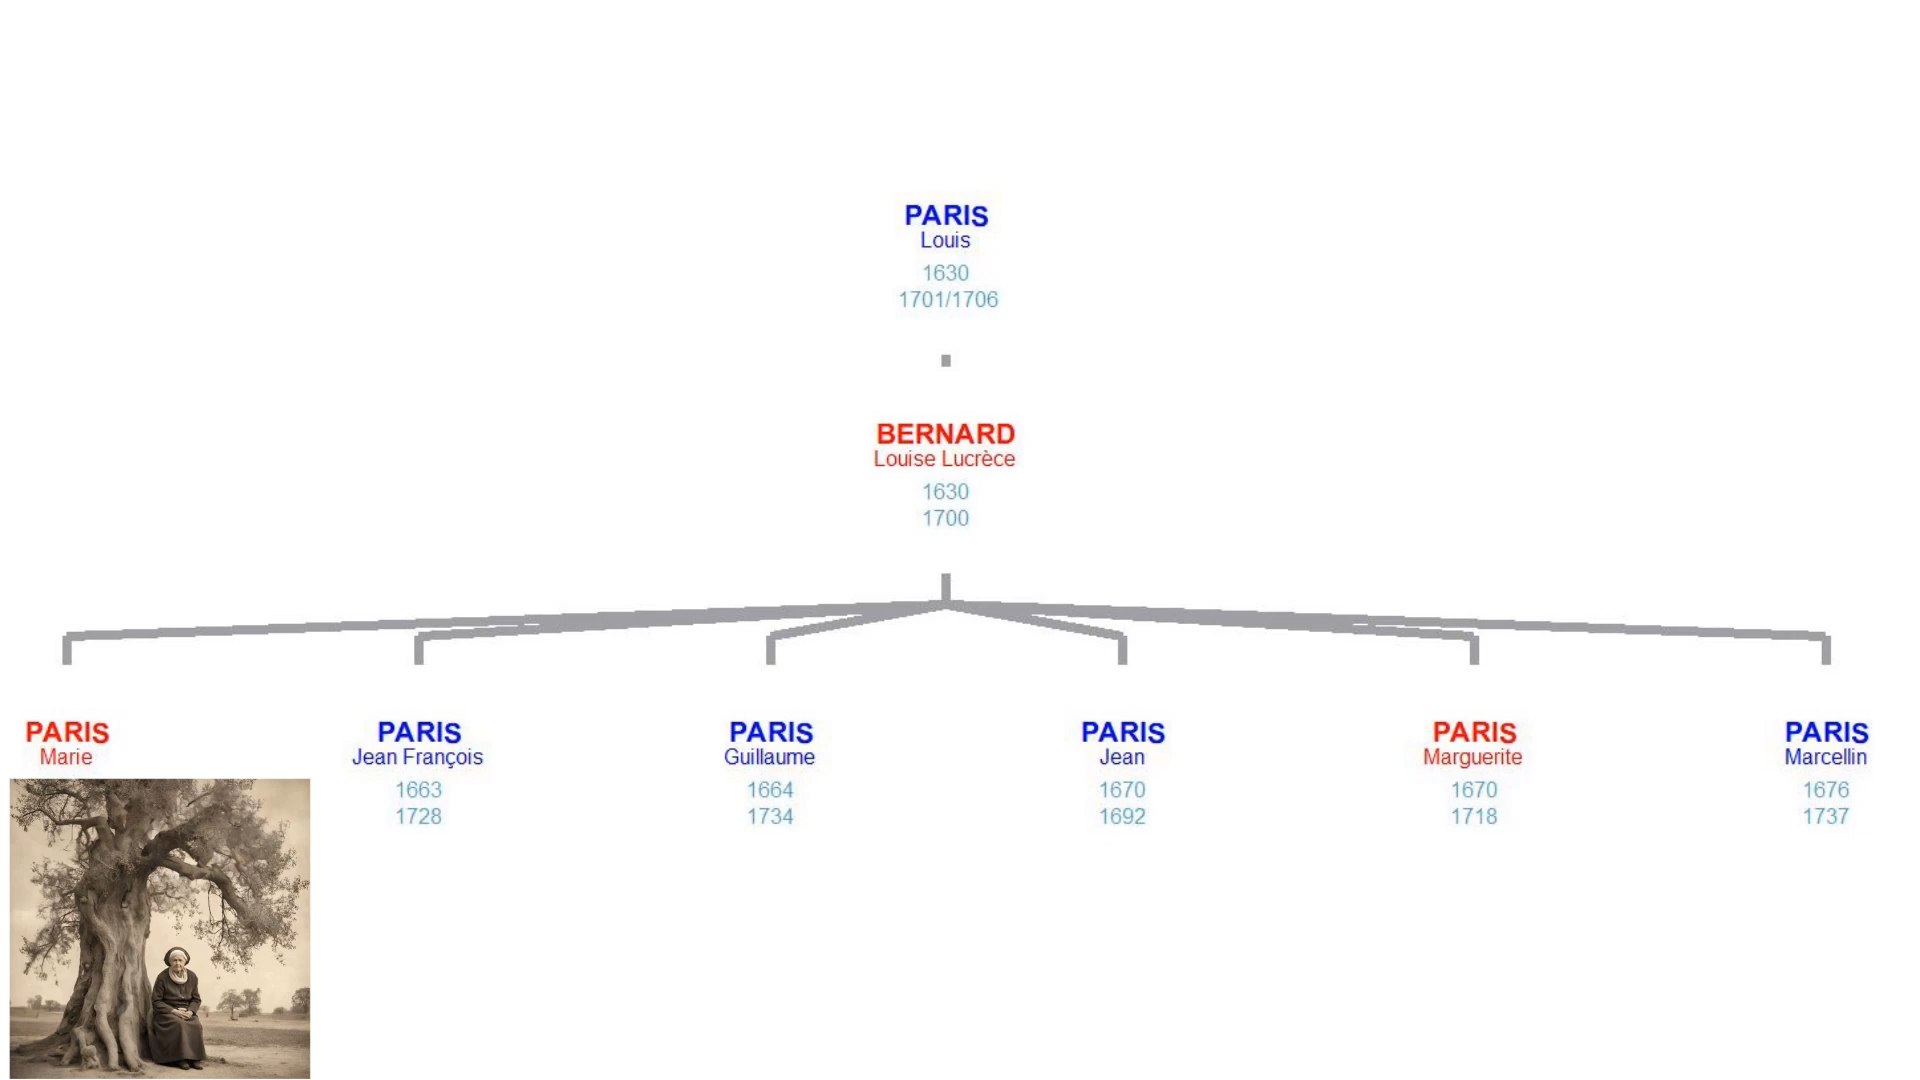 PARIS
Louis
1630
1701/1706
BERNARD
Louise Lucrèce
1630
1700
PARIS
Marie
PARIS
Jean François
1663
1728
PARIS
Guillaume
1664
1734
PARIS
Jean
1670
1692
PARIS
Marguerite
1670
1718
PARIS
Marcellin
1676
1737